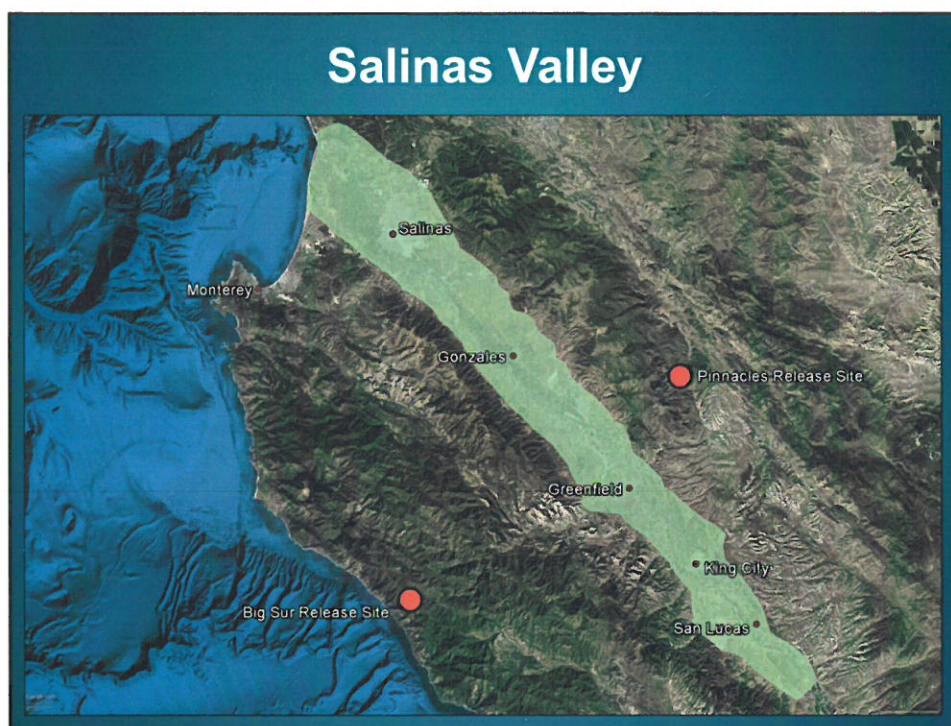 Salinas Valley
Salinas
Monterey
Gonzales
Pinnacles Release Site
Greenfield
King City
Big Sur Release Site
San Lucas